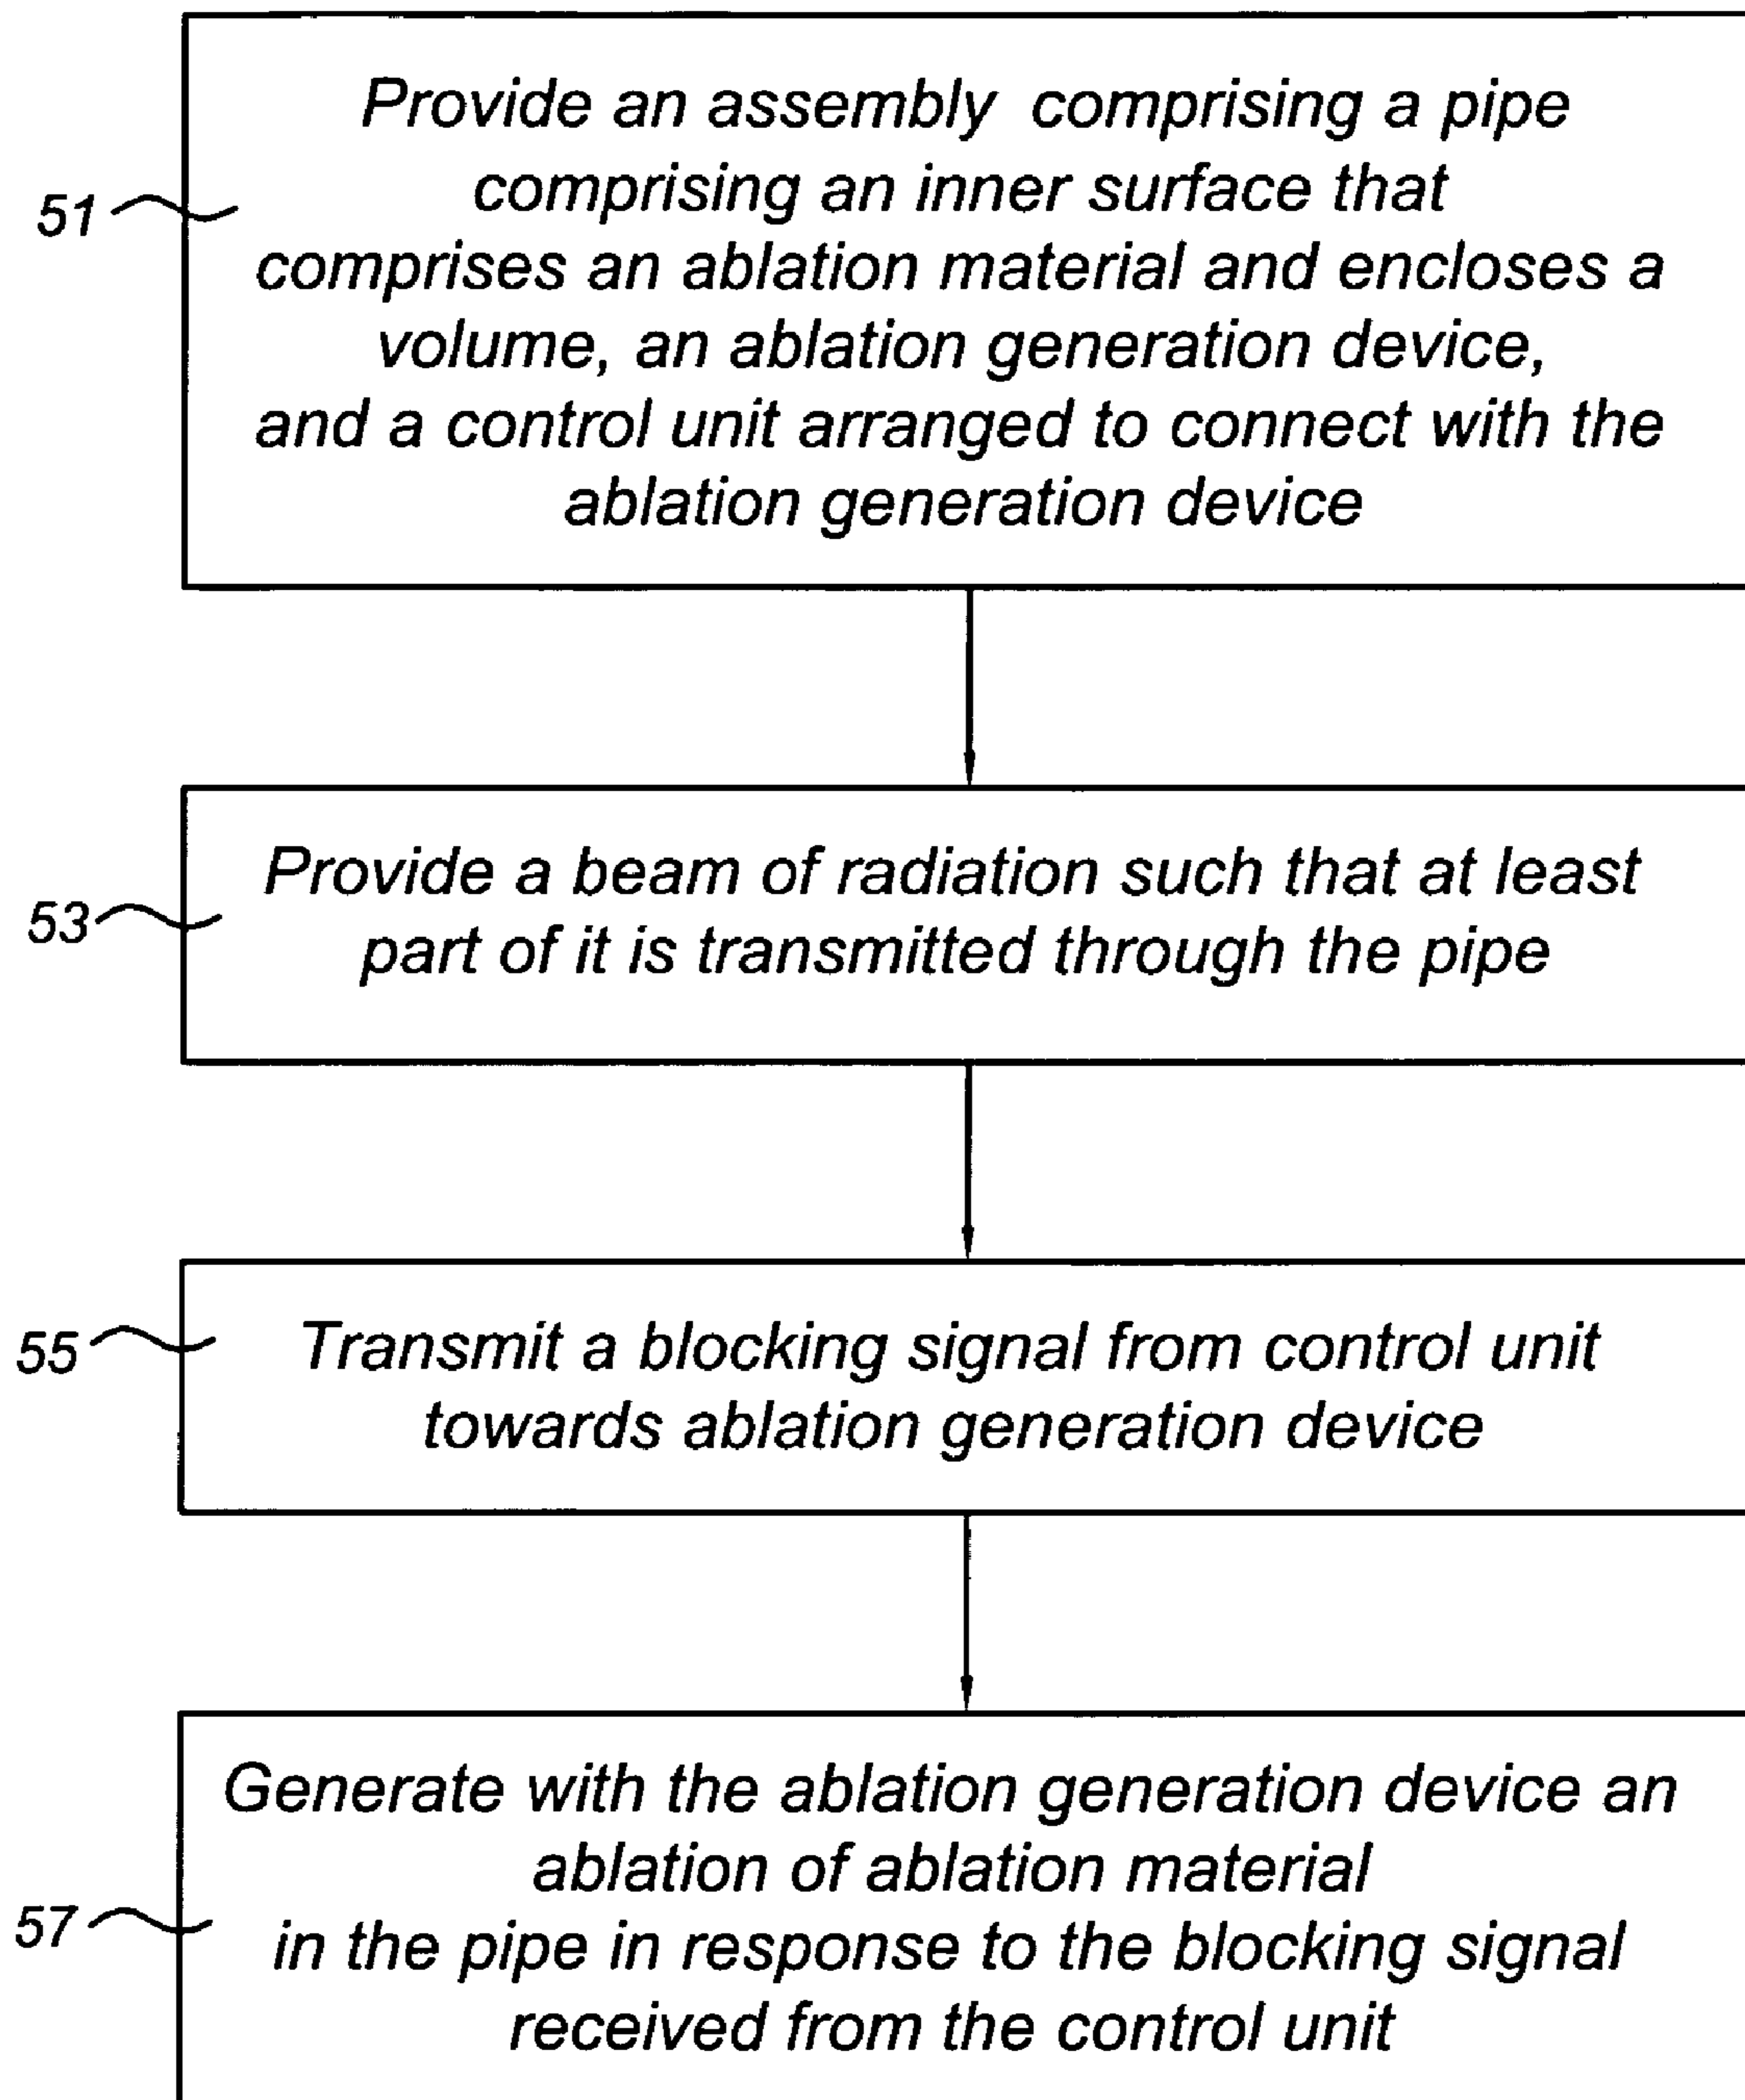 Provide an assembly comprising a pipe
comprising an inner surface that
51
comprises an ablation material and encloses a
volume, an ablation generation device,
and a control unit arranged to connect with the
ablation generation device
Provide a beam of radiation such that at least
53
part of it is transmitted through the pipe
55
Transmit a blocking signal from control unit
towards ablation generation device
Generate with the ablation generation device an
ablation of ablation material
57
in the pipe in response to the blocking signal
received from the control unit